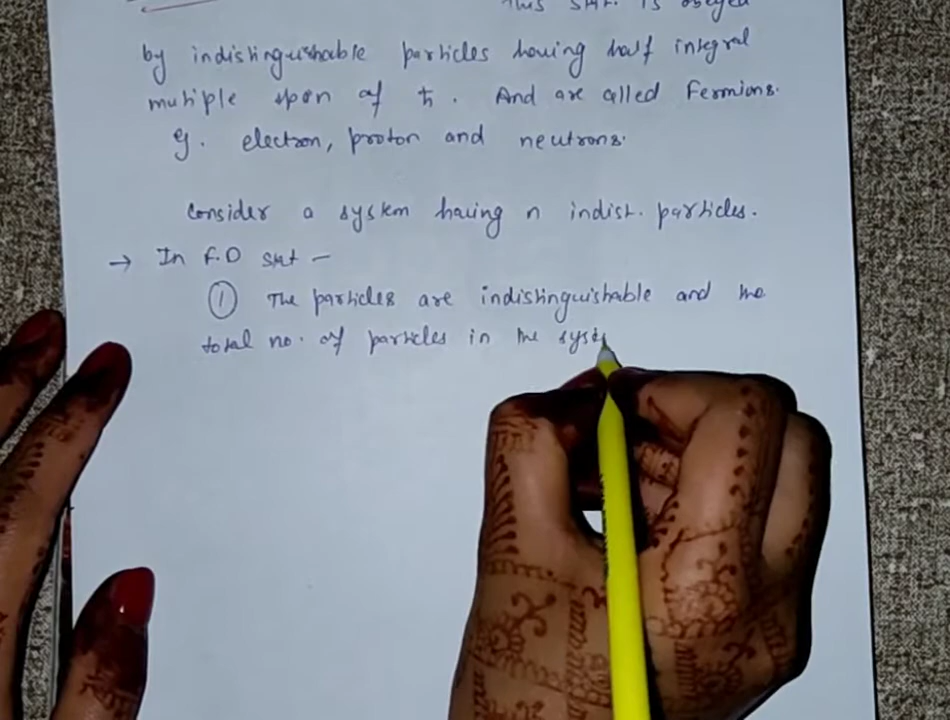 This stat. is obeyed
by indistinguishable particles having half integral
multiple spin of ħ. And are called Fermions.
eg. electron, proton and neutrons.
Consider a system having n indist. particles.
→ In F.D stat –
① The particles are indistinguishable and the
total no. of particles in the syste